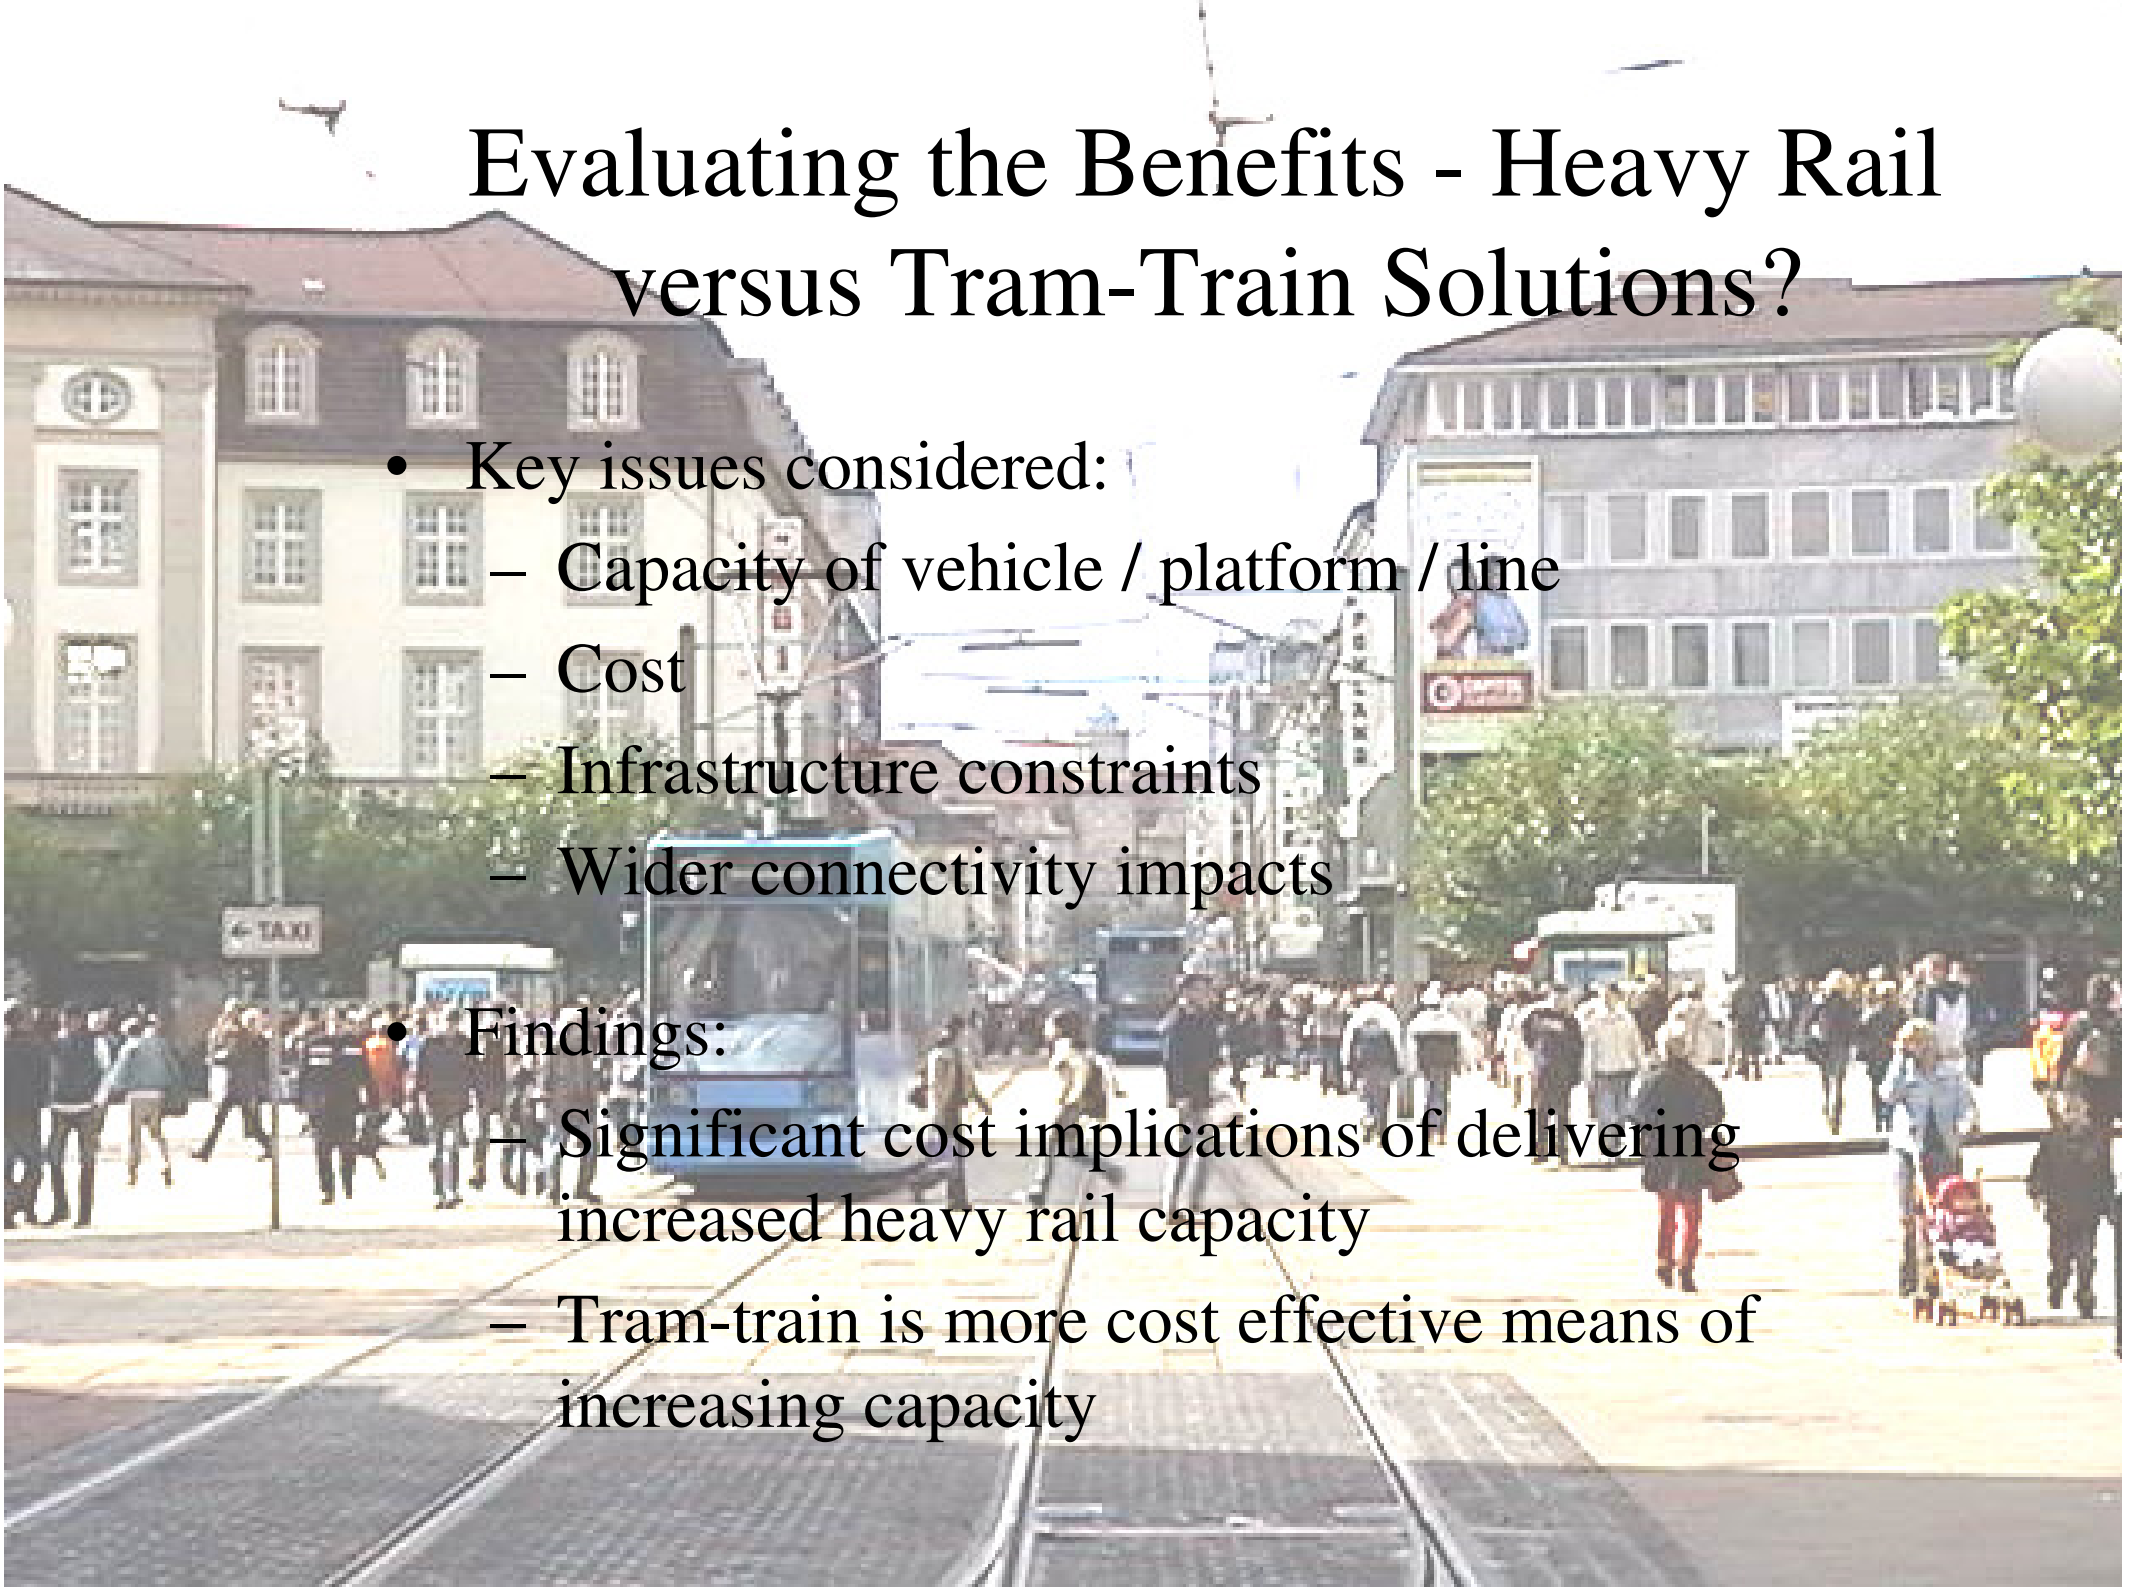 Evaluating the Benefits - Heavy Rail
versus Tram-Train Solutions?
• Key issues considered:
– Capacity of vehicle / platform / line
– Cost
– Infrastructure constraints
– Wider connectivity impacts
← TAXI
• Findings:
– Significant cost implications of delivering
increased heavy rail capacity
– Tram-train is more cost effective means of
increasing capacity